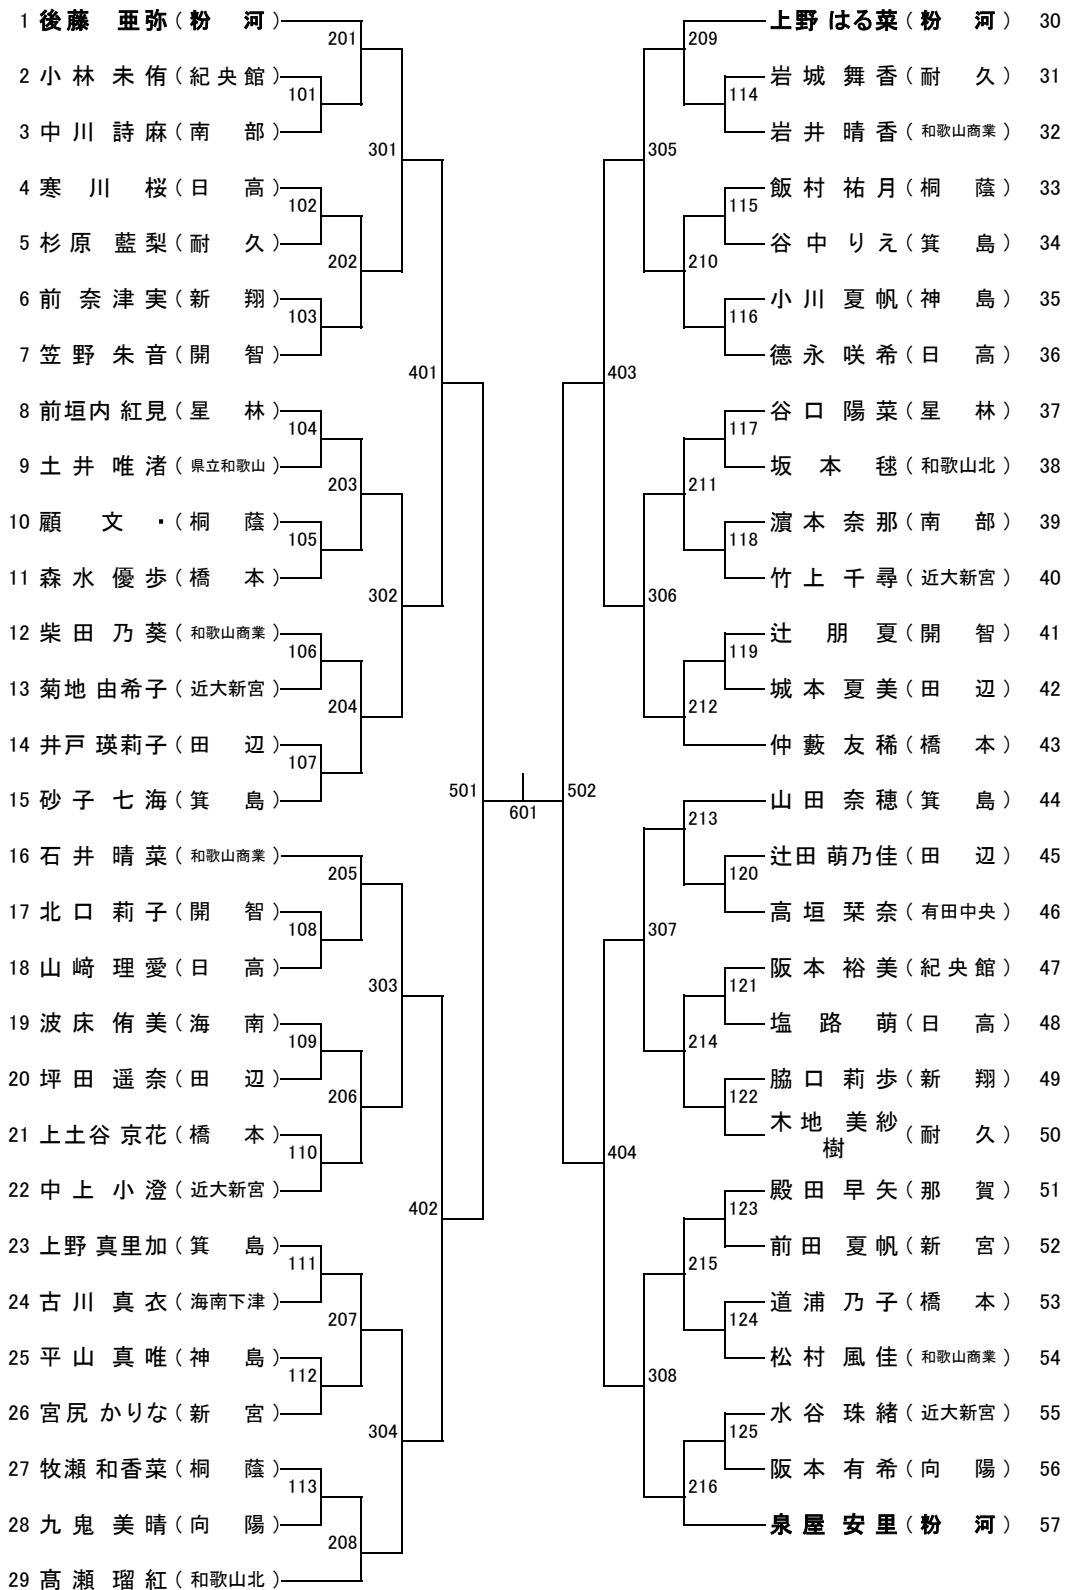 1 後藤 亜弥 ( 粉 河 )
201
2 小林 未侑 ( 紀央館 )
101
3 中川 詩麻 ( 南 部 )
301
4 寒川 桜 ( 日 高 )
102
5 杉原 藍梨 ( 耐 久 )
202
6 前 奈津実 ( 新 翔 )
103
7 笠野 朱音 ( 開 智 )
401
8 前垣内 紅見 ( 星 林 )
104
9 土井 唯渚 ( 県立和歌山 )
203
10 顧 文 ・ ( 桐 蔭 )
105
11 森水 優歩 ( 橋 本 )
302
12 柴田 乃葵 ( 和歌山商業 )
106
13 菊地 由希子 ( 近大新宮 )
204
14 井戸 瑛莉子 ( 田 辺 )
107
15 砂子 七海 ( 箕 島 )
501
16 石井 晴菜 ( 和歌山商業 )
205
17 北口 莉子 ( 開 智 )
108
18 山﨑 理愛 ( 日 高 )
303
19 波床 侑美 ( 海 南 )
109
20 坪田 遥奈 ( 田 辺 )
206
21 上土谷 京花 ( 橋 本 )
110
22 中上 小澄 ( 近大新宮 )
402
23 上野 真里加 ( 箕 島 )
111
24 古川 真衣 ( 海南下津 )
207
25 平山 真唯 ( 神 島 )
112
26 宮尻 かりな ( 新 宮 )
304
27 牧瀬 和香菜 ( 桐 蔭 )
113
28 九鬼 美晴 ( 向 陽 )
208
29 髙瀬 瑠紅 ( 和歌山北 )
601
上野 はる菜 ( 粉 河 ) 30
209
岩城 舞香 ( 耐 久 ) 31
114
岩井 晴香 ( 和歌山商業 ) 32
305
飯村 祐月 ( 桐 蔭 ) 33
115
谷中 りえ ( 箕 島 ) 34
210
小川 夏帆 ( 神 島 ) 35
116
德永 咲希 ( 日 高 ) 36
403
谷口 陽菜 ( 星 林 ) 37
117
坂本 毬 ( 和歌山北 ) 38
211
濵本 奈那 ( 南 部 ) 39
118
竹上 千尋 ( 近大新宮 ) 40
306
辻 朋夏 ( 開 智 ) 41
119
城本 夏美 ( 田 辺 ) 42
212
仲藪 友稀 ( 橋 本 ) 43
502
山田 奈穂 ( 箕 島 ) 44
213
辻田 萌乃佳 ( 田 辺 ) 45
120
高垣 栞奈 ( 有田中央 ) 46
307
阪本 裕美 ( 紀央館 ) 47
121
塩路 萌 ( 日 高 ) 48
214
脇口 莉歩 ( 新 翔 ) 49
122
木地 美紗
樹 ( 耐 久 ) 50
404
殿田 早矢 ( 那 賀 ) 51
123
前田 夏帆 ( 新 宮 ) 52
215
道浦 乃子 ( 橋 本 ) 53
124
松村 風佳 ( 和歌山商業 ) 54
308
水谷 珠緒 ( 近大新宮 ) 55
125
阪本 有希 ( 向 陽 ) 56
216
泉屋 安里 ( 粉 河 ) 57